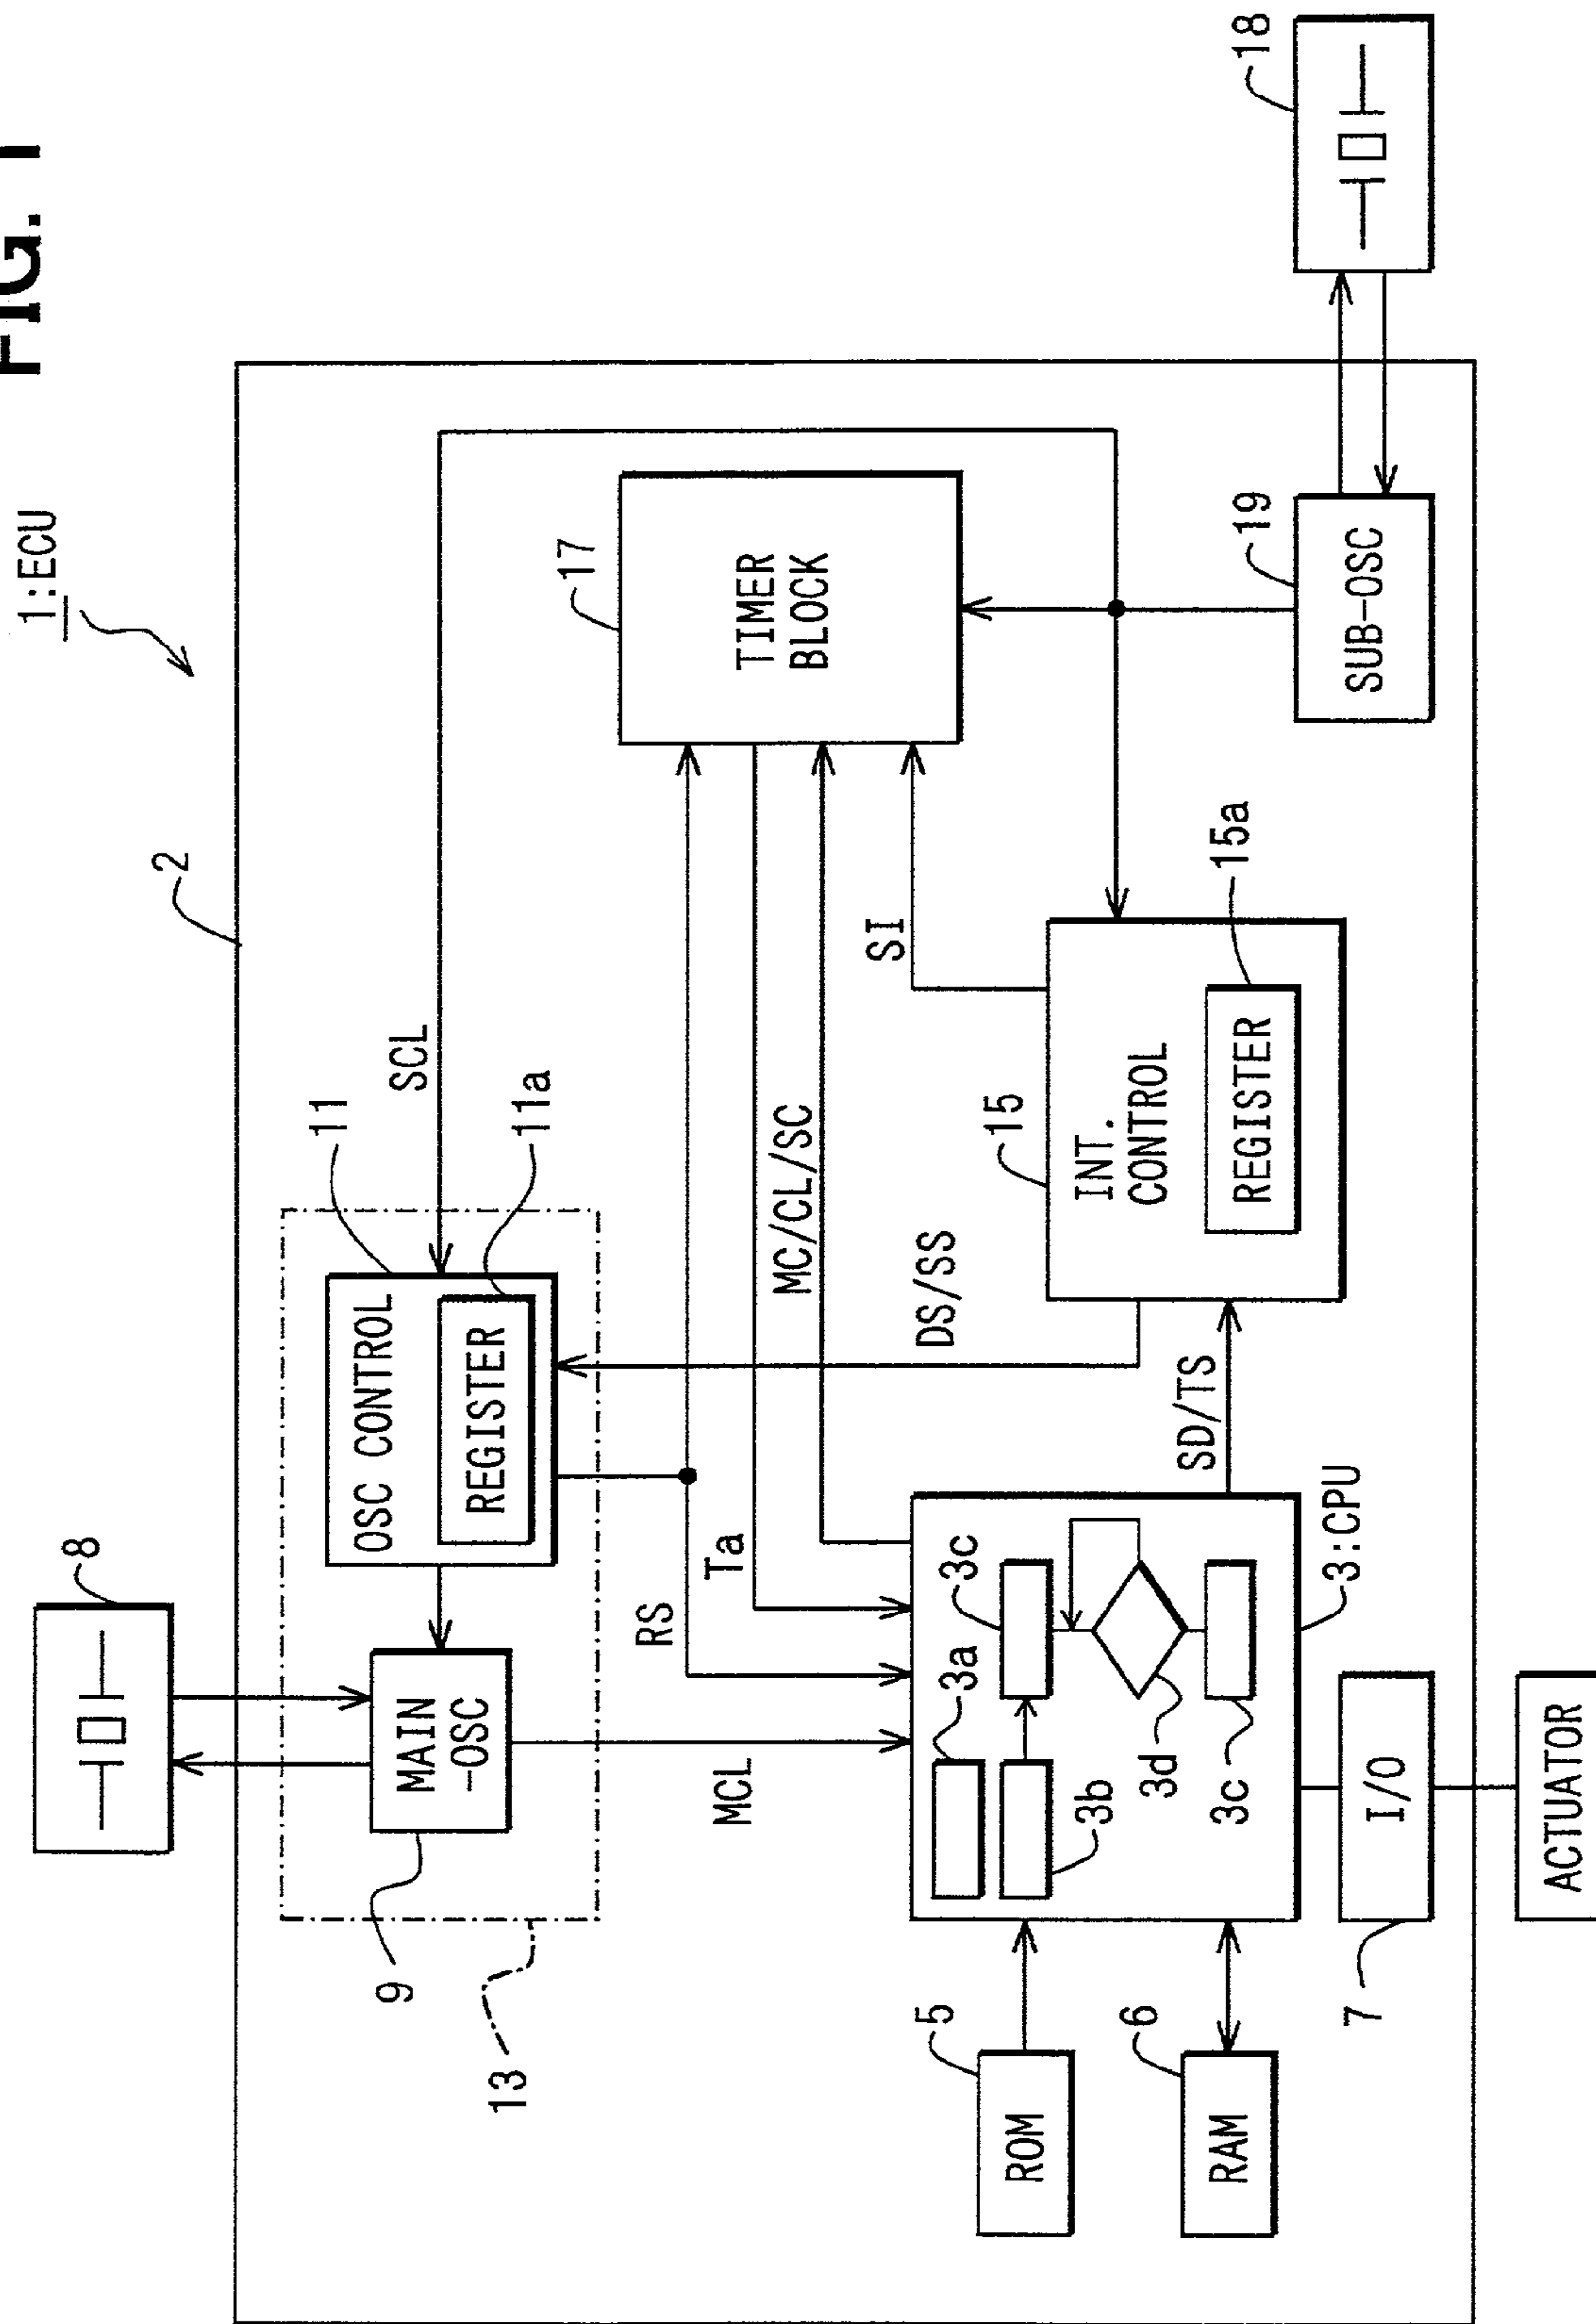 FIG. 1
1:ECU
2
8
18
13
9
MAIN
-OSC
11
OSC CONTROL
11a
REGISTER
SCL
17
TIMER
BLOCK
MCL
RS
Ta
MC/CL/SC
SI
DS/SS
SD/TS
5
ROM
6
RAM
3a
3b
3c
3d
3c
3:CPU
15
INT.
CONTROL
15a
REGISTER
19
SUB-OSC
7
I/O
ACTUATOR